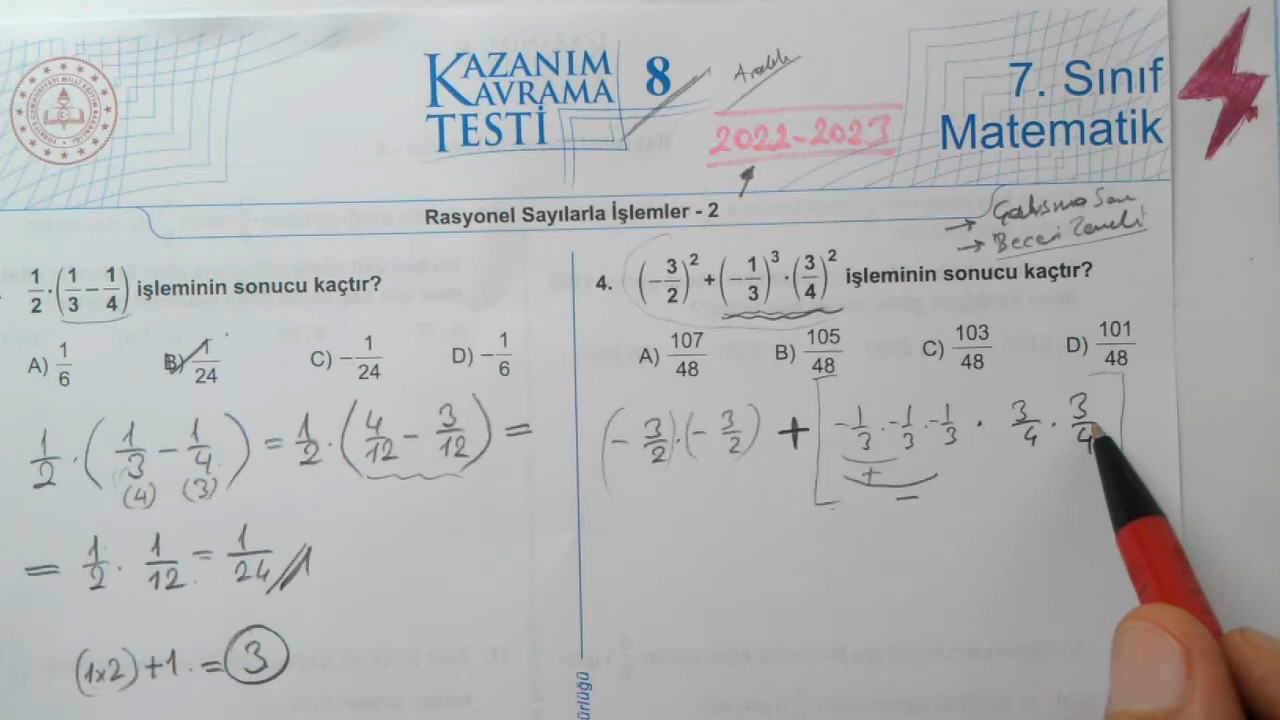 KAZANIM
KAVRAMA
TESTİ
8
Aralık
2022-2023
7. Sınıf
Matematik
Rasyonel Sayılarla İşlemler - 2
→ Çalışma Soru
→ Beceri Temelli
1/2 · (1/3 − 1/4) işleminin sonucu kaçtır?
A) 1/6 B) 1/24 C) −1/24 D) −1/6
1/2 · (1/3 − 1/4) = 1/2 · (4/12 − 3/12) =
(4) (3)
= 1/2 · 1/12 = 1/24
(1x2)+1 = 3
4. (−3/2)² + (−1/3)³ · (3/4)² işleminin sonucu kaçtır?
A) 107/48 B) 105/48 C) 103/48 D) 101/48
(−3/2)·(−3/2) + [−1/3 · −1/3 · −1/3 · 3/4 · 3/4
+
−
ürlüğü